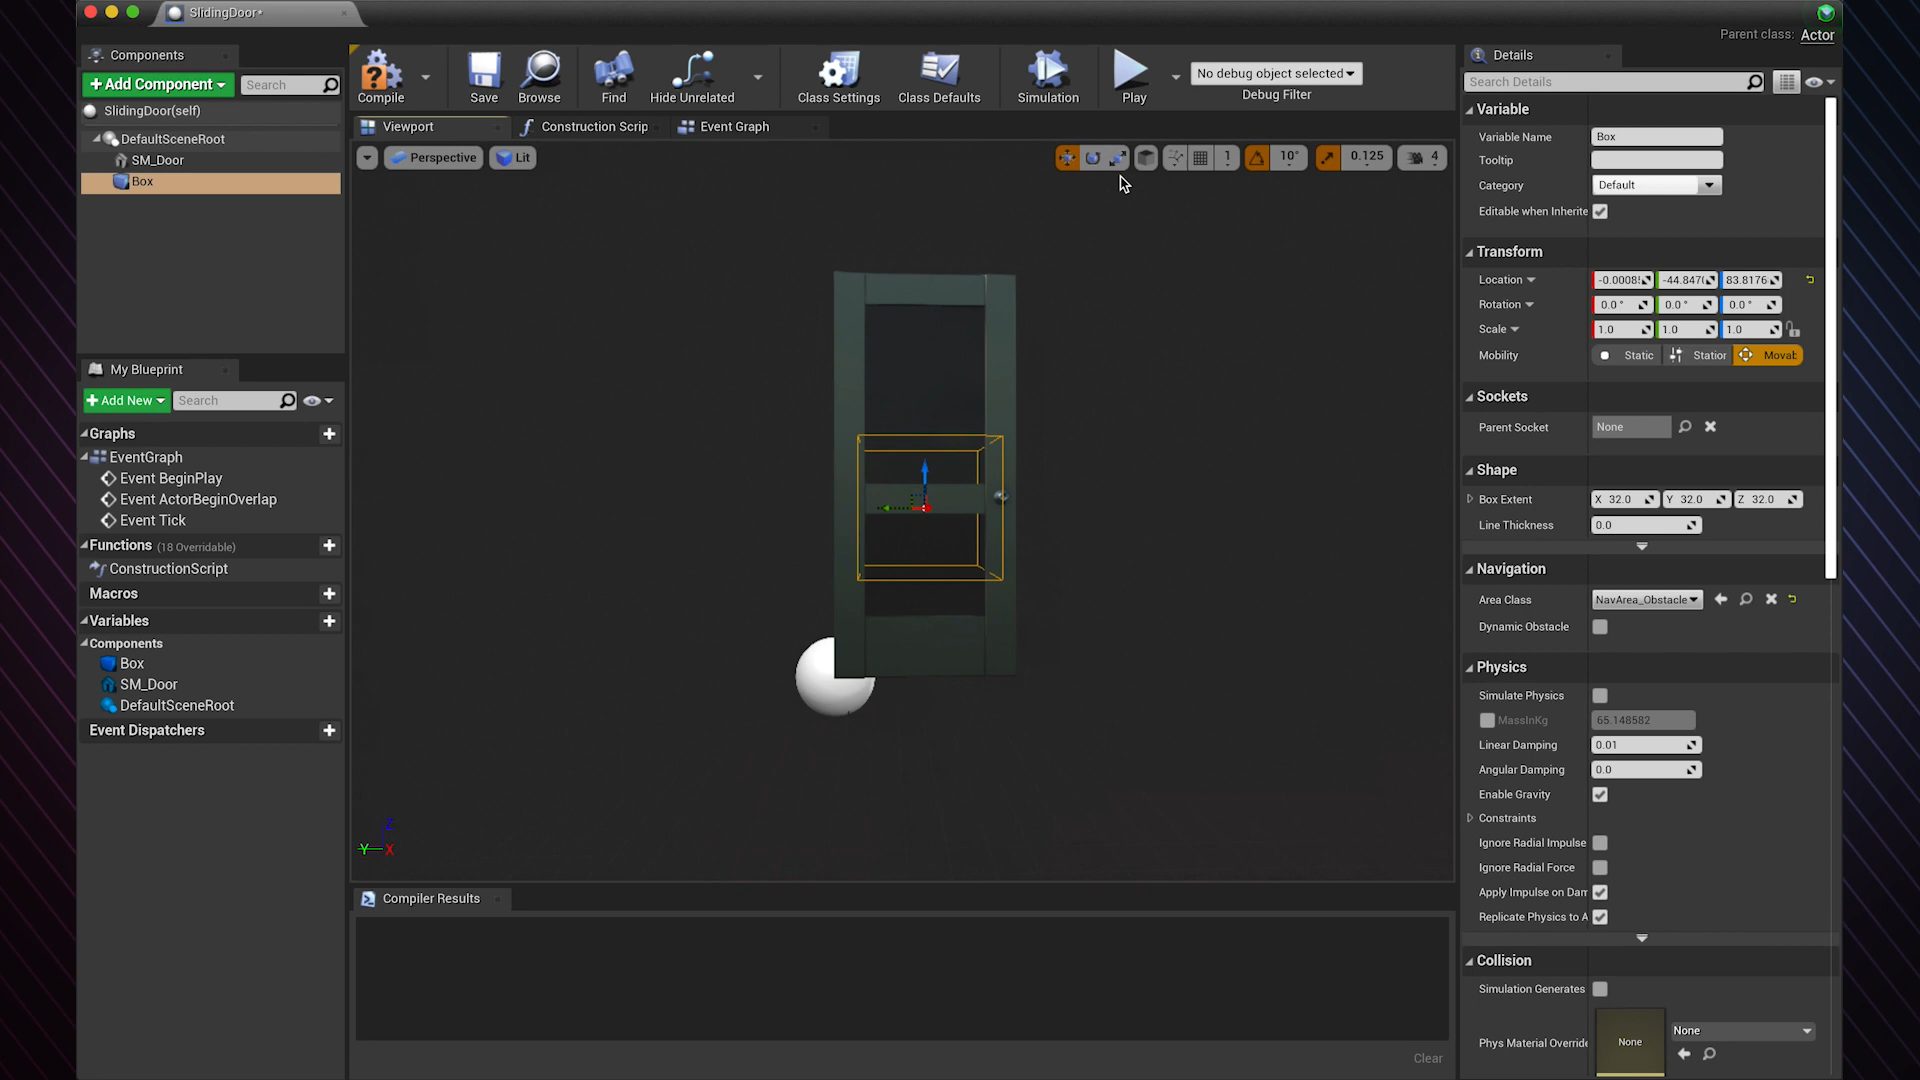 SlidingDoor*
Parent class: Actor
Components
+Add Component
Search
SlidingDoor(self)
DefaultSceneRoot
SM_Door
Box
My Blueprint
+Add New
Search
Graphs
EventGraph
Event BeginPlay
Event ActorBeginOverlap
Event Tick
Functions (18 Overridable)
ConstructionScript
Macros
Variables
Components
Box
SM_Door
DefaultSceneRoot
Event Dispatchers
Compile
Save
Browse
Find
Hide Unrelated
Class Settings
Class Defaults
Simulation
Play
No debug object selected
Debug Filter
Viewport
Construction Scrip
Event Graph
Perspective
Lit
1
10°
0.125
4
Z
Y
X
Compiler Results
Clear
Details
Search Details
Variable
Variable Name
Box
Tooltip
Category
Default
Editable when Inherite
Transform
Location
-0.0008
-44.847
83.8176
Rotation
0.0 °
0.0 °
0.0 °
Scale
1.0
1.0
1.0
Mobility
Static
Station
Movab
Sockets
Parent Socket
None
Shape
Box Extent
X 32.0
Y 32.0
Z 32.0
Line Thickness
0.0
Navigation
Area Class
NavArea_Obstacle
Dynamic Obstacle
Physics
Simulate Physics
MassInKg
65.148582
Linear Damping
0.01
Angular Damping
0.0
Enable Gravity
Constraints
Ignore Radial Impulse
Ignore Radial Force
Apply Impulse on Dam
Replicate Physics to A
Collision
Simulation Generates
Phys Material Override
None
None